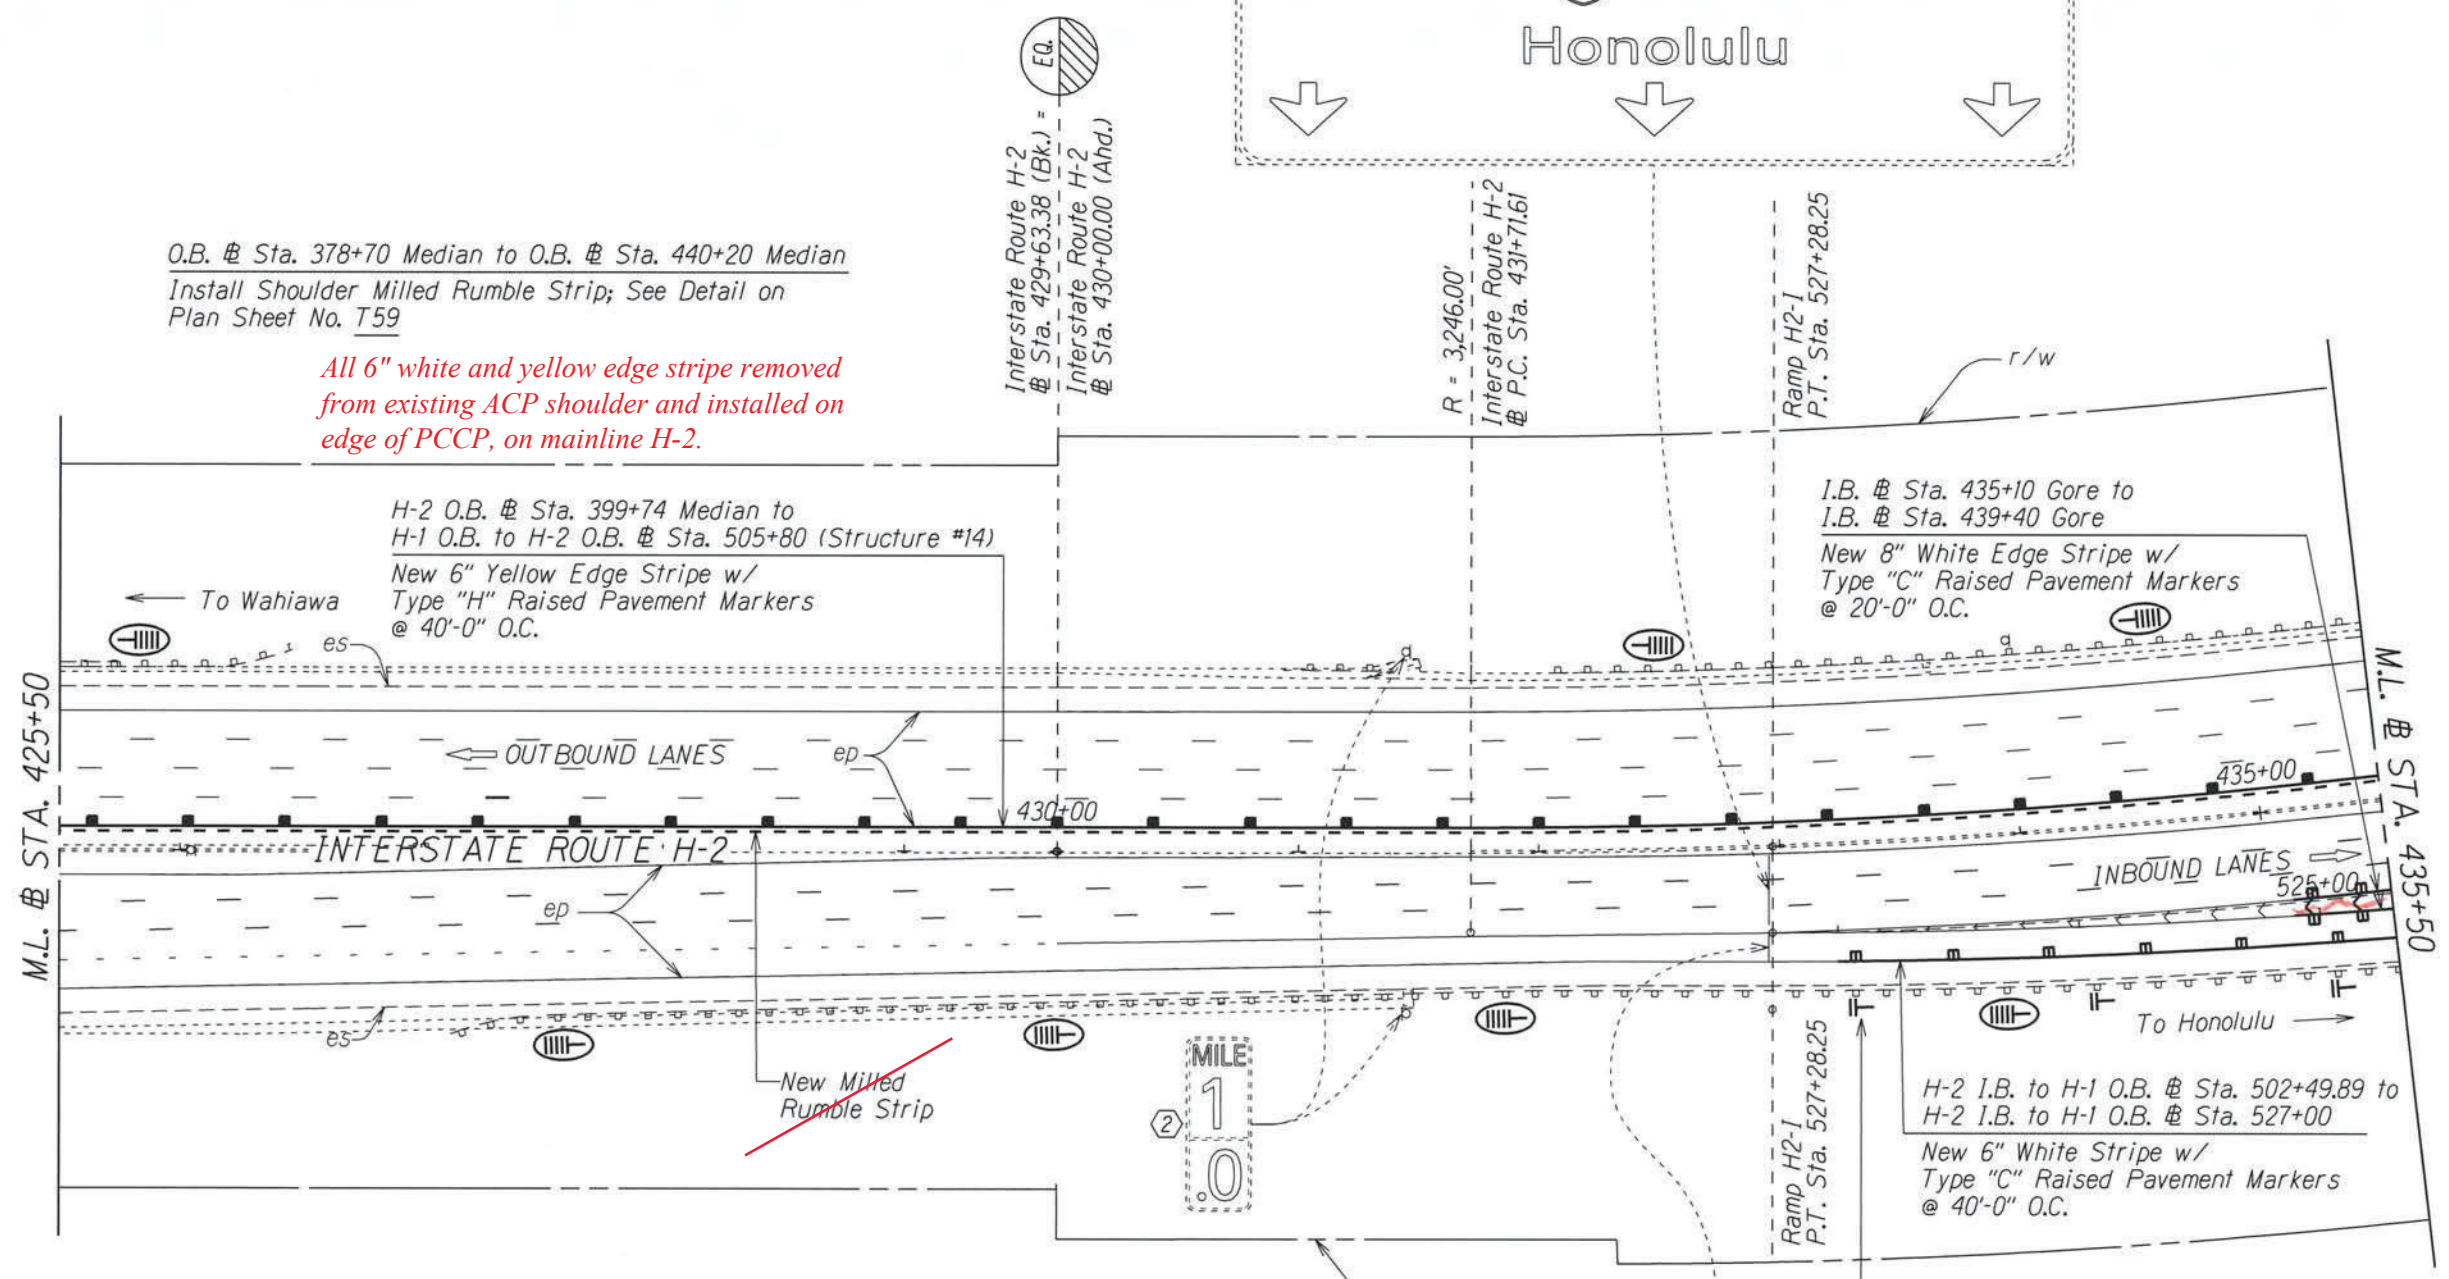 Honolulu
EQ.
Interstate Route H-2
℄ Sta. 429+63.38 (Bk.) =
Interstate Route H-2
℄ Sta. 430+00.00 (Ahd.)
R = 3,246.00'
Interstate Route H-2
℄ P.C. Sta. 431+71.61
Ramp H2-1
P.T. Sta. 527+28.25
O.B. ℄ Sta. 378+70 Median to O.B. ℄ Sta. 440+20 Median
Install Shoulder Milled Rumble Strip; See Detail on
Plan Sheet No. T59
All 6" white and yellow edge stripe removed
from existing ACP shoulder and installed on
edge of PCCP, on mainline H-2.
r/w
H-2 O.B. ℄ Sta. 399+74 Median to
H-1 O.B. to H-2 O.B. ℄ Sta. 505+80 (Structure #14)
New 6" Yellow Edge Stripe w/
Type "H" Raised Pavement Markers
@ 40'-0" O.C.
I.B. ℄ Sta. 435+10 Gore to
I.B. ℄ Sta. 439+40 Gore
New 8" White Edge Stripe w/
Type "C" Raised Pavement Markers
@ 20'-0" O.C.
To Wahiawa
es
M.L. ℄ STA. 425+50
OUTBOUND LANES
ep
430+00
435+00
M.L. ℄ STA. 435+50
INTERSTATE ROUTE H-2
INBOUND LANES
525+00
ep
es
To Honolulu
New Milled
Rumble Strip
MILE
1
.0
2
Ramp H2-1
P.T. Sta. 527+28.25
H-2 I.B. to H-1 O.B. ℄ Sta. 502+49.89 to
H-2 I.B. to H-1 O.B. ℄ Sta. 527+00
New 6" White Stripe w/
Type "C" Raised Pavement Markers
@ 40'-0" O.C.